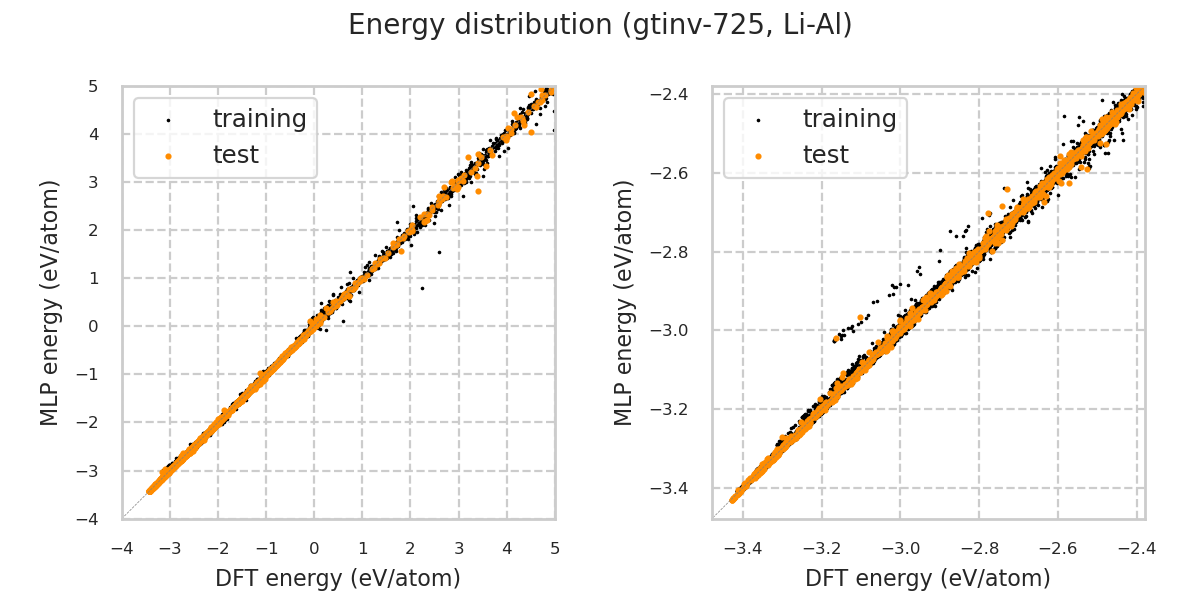 Energy distribution (gtinv-725, Li-Al)
MLP energy (eV/atom)
5
4
3
2
1
0
−1
−2
−3
−4
training
test
−4 −3 −2 −1 0 1 2 3 4 5
DFT energy (eV/atom)
MLP energy (eV/atom)
−2.4
−2.6
−2.8
−3.0
−3.2
−3.4
training
test
−3.4 −3.2 −3.0 −2.8 −2.6 −2.4
DFT energy (eV/atom)